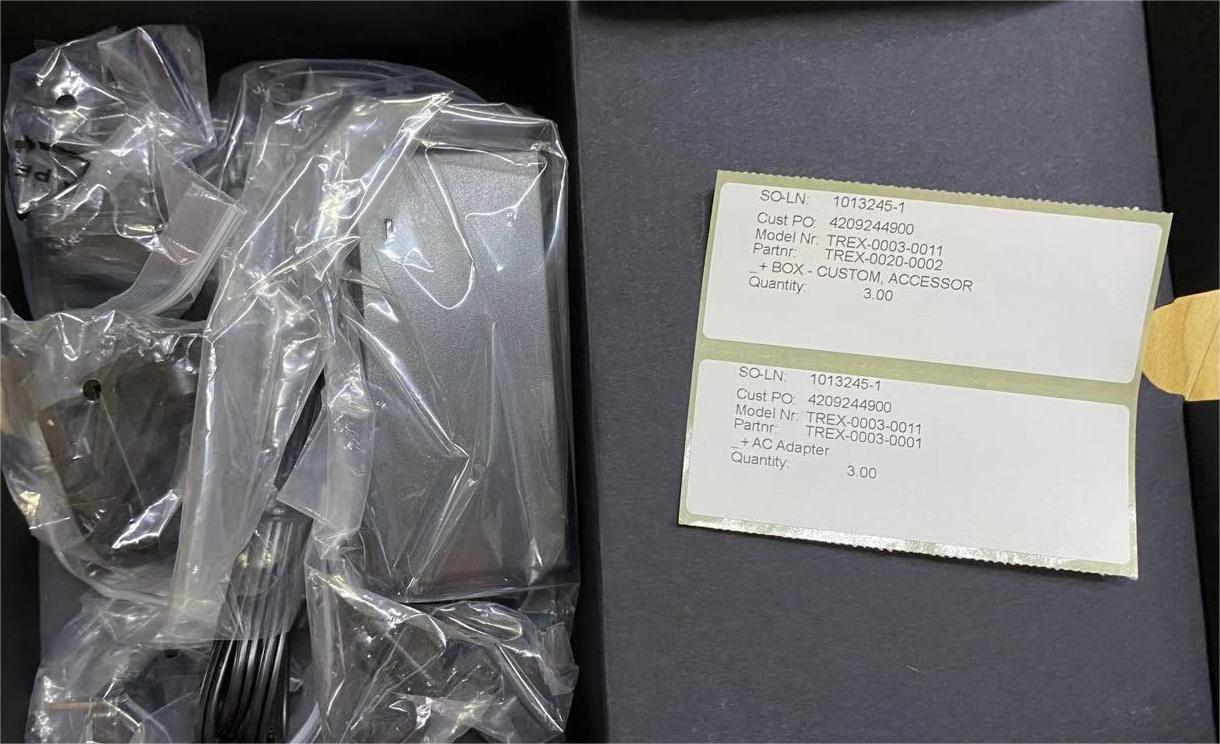 SO-LN: 1013245-1
Cust PO: 4209244900
Model Nr: TREX-0003-0011
Partnr: TREX-0020-0002
_+ BOX - CUSTOM, ACCESSOR
Quantity: 3.00
SO-LN: 1013245-1
Cust PO: 4209244900
Model Nr: TREX-0003-0011
Partnr: TREX-0003-0001
_+ AC Adapter
Quantity: 3.00